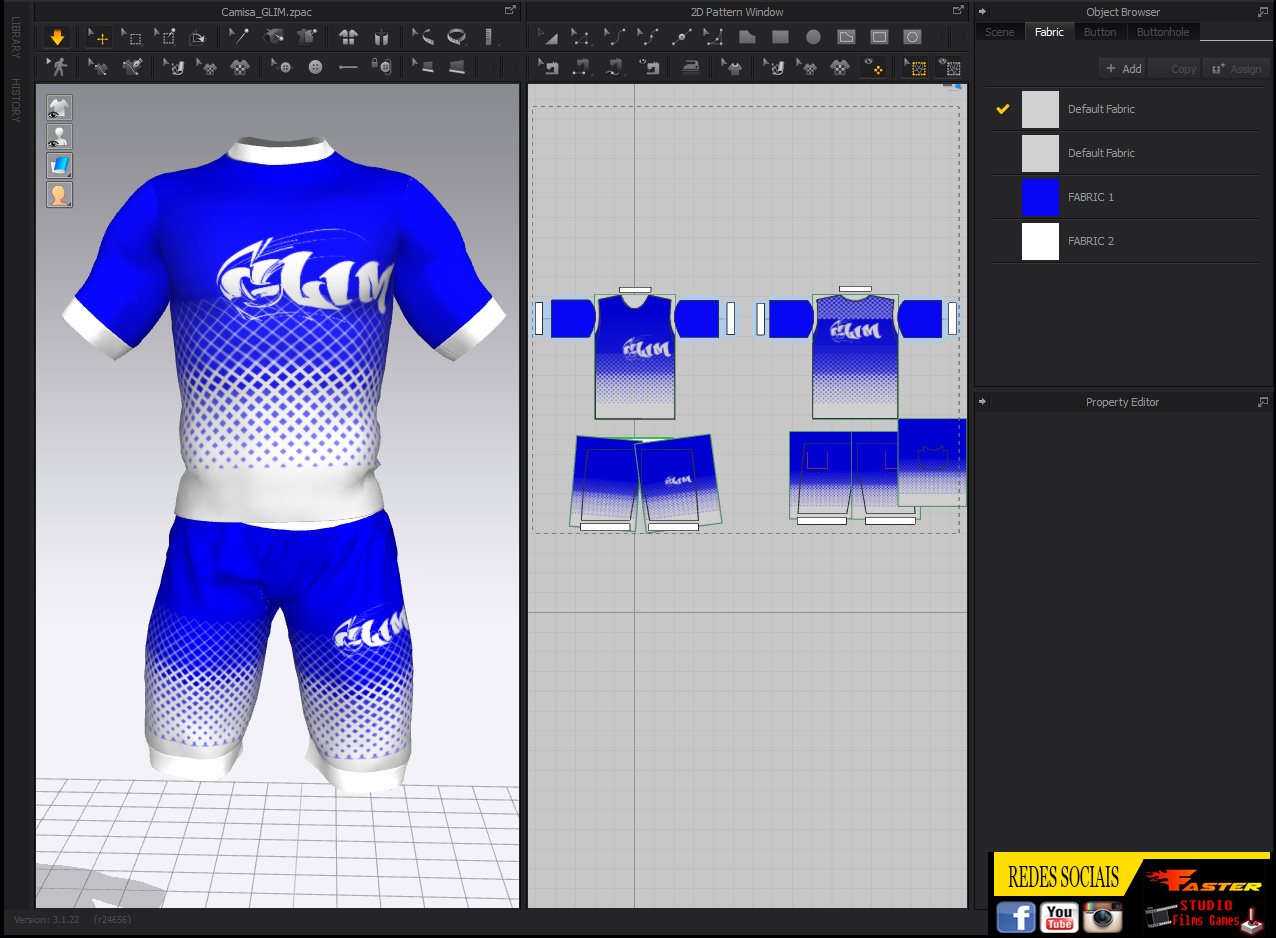 Camisa_GLIM.zpac
2D Pattern Window
Object Browser
LIBRARY
HISTORY
Scene
Fabric
Button
Buttonhole
+ Add
Copy
Assign
Default Fabric
Default Fabric
FABRIC 1
FABRIC 2
Property Editor
GLIM
GLIM
GLIM
GLIM
GLIM
REDES SOCIAIS
FASTER
STUDIO
Films Games
f
You
Tube
Version: 3.1.22 (r24656)